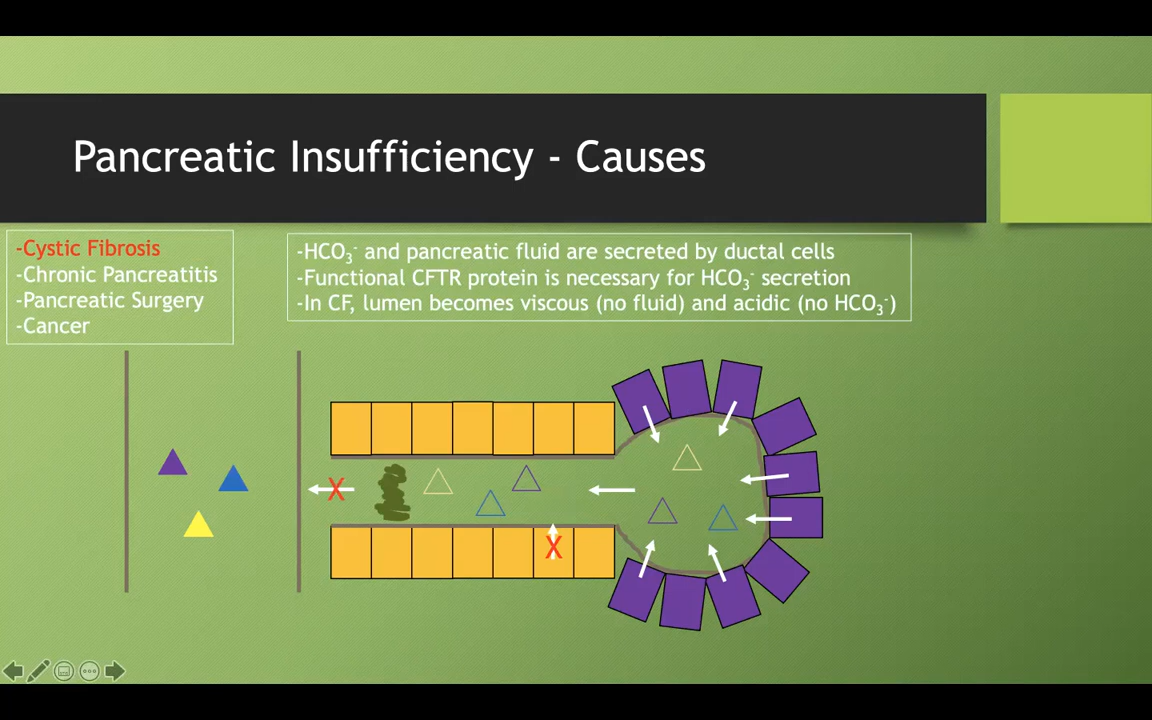 Pancreatic Insufficiency - Causes
-Cystic Fibrosis
-Chronic Pancreatitis
-Pancreatic Surgery
-Cancer
-HCO₃⁻ and pancreatic fluid are secreted by ductal cells
-Functional CFTR protein is necessary for HCO₃⁻ secretion
-In CF, lumen becomes viscous (no fluid) and acidic (no HCO₃⁻)
X
X